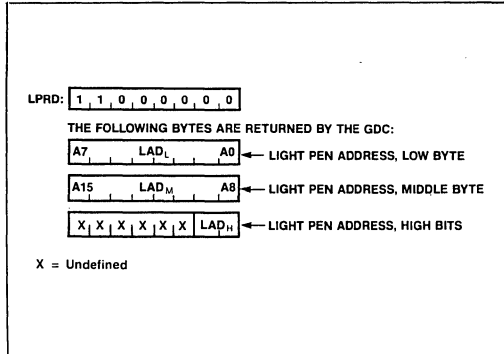 LPRD: 1 1 0 0 0 0 0 0
THE FOLLOWING BYTES ARE RETURNED BY THE GDC:
A7 LADL A0 LIGHT PEN ADDRESS, LOW BYTE
A15 LADM A8 LIGHT PEN ADDRESS, MIDDLE BYTE
X X X X X X LADH LIGHT PEN ADDRESS, HIGH BITS
X = Undefined